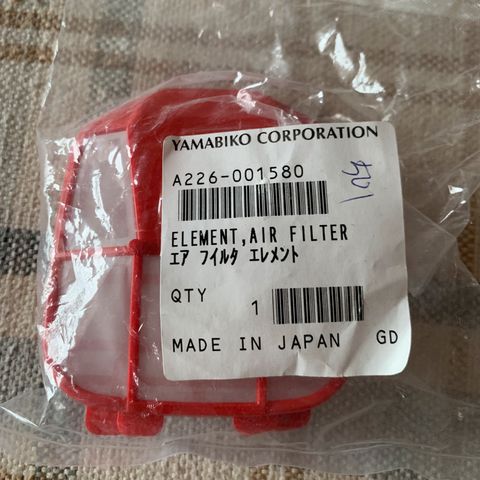 YAMABIKO CORPORATION
A226-001580
ELEMENT,AIR FILTER
エア フイルタ エレメント
QTY 1
MADE IN JAPAN GD